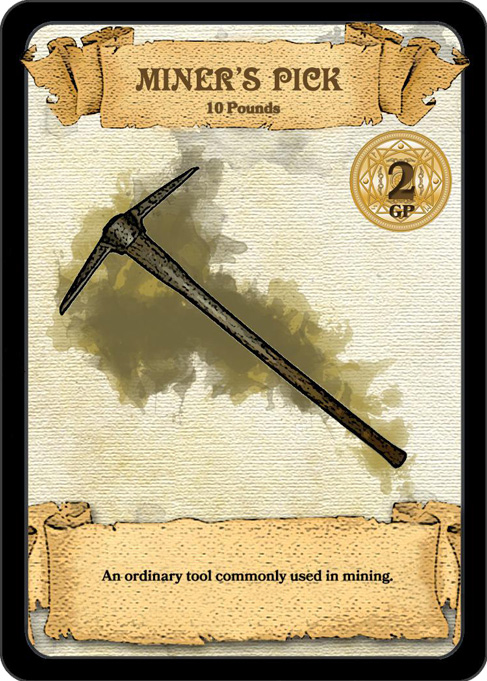 MINER'S PICK
10 Pounds
2
GP
An ordinary tool commonly used in mining.